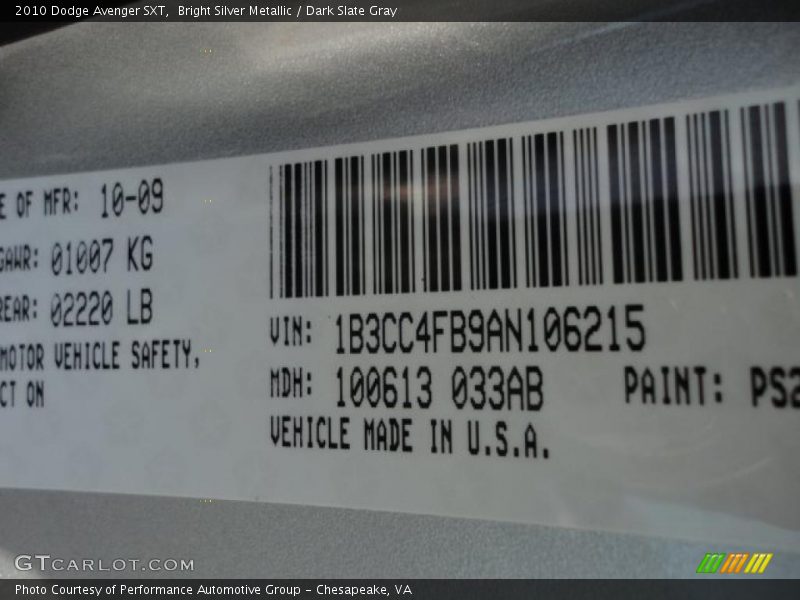 2010 Dodge Avenger SXT,  Bright Silver Metallic / Dark Slate Gray
E OF MFR: 10-09
GAWR: 01007 KG
REAR: 02220 LB
MOTOR VEHICLE SAFETY,
CT ON
VIN: 1B3CC4FB9AN106215
MDH: 100613 033AB PAINT: PS2
VEHICLE MADE IN U.S.A.
GTCARLOT.COM
Photo Courtesy of Performance Automotive Group – Chesapeake, VA